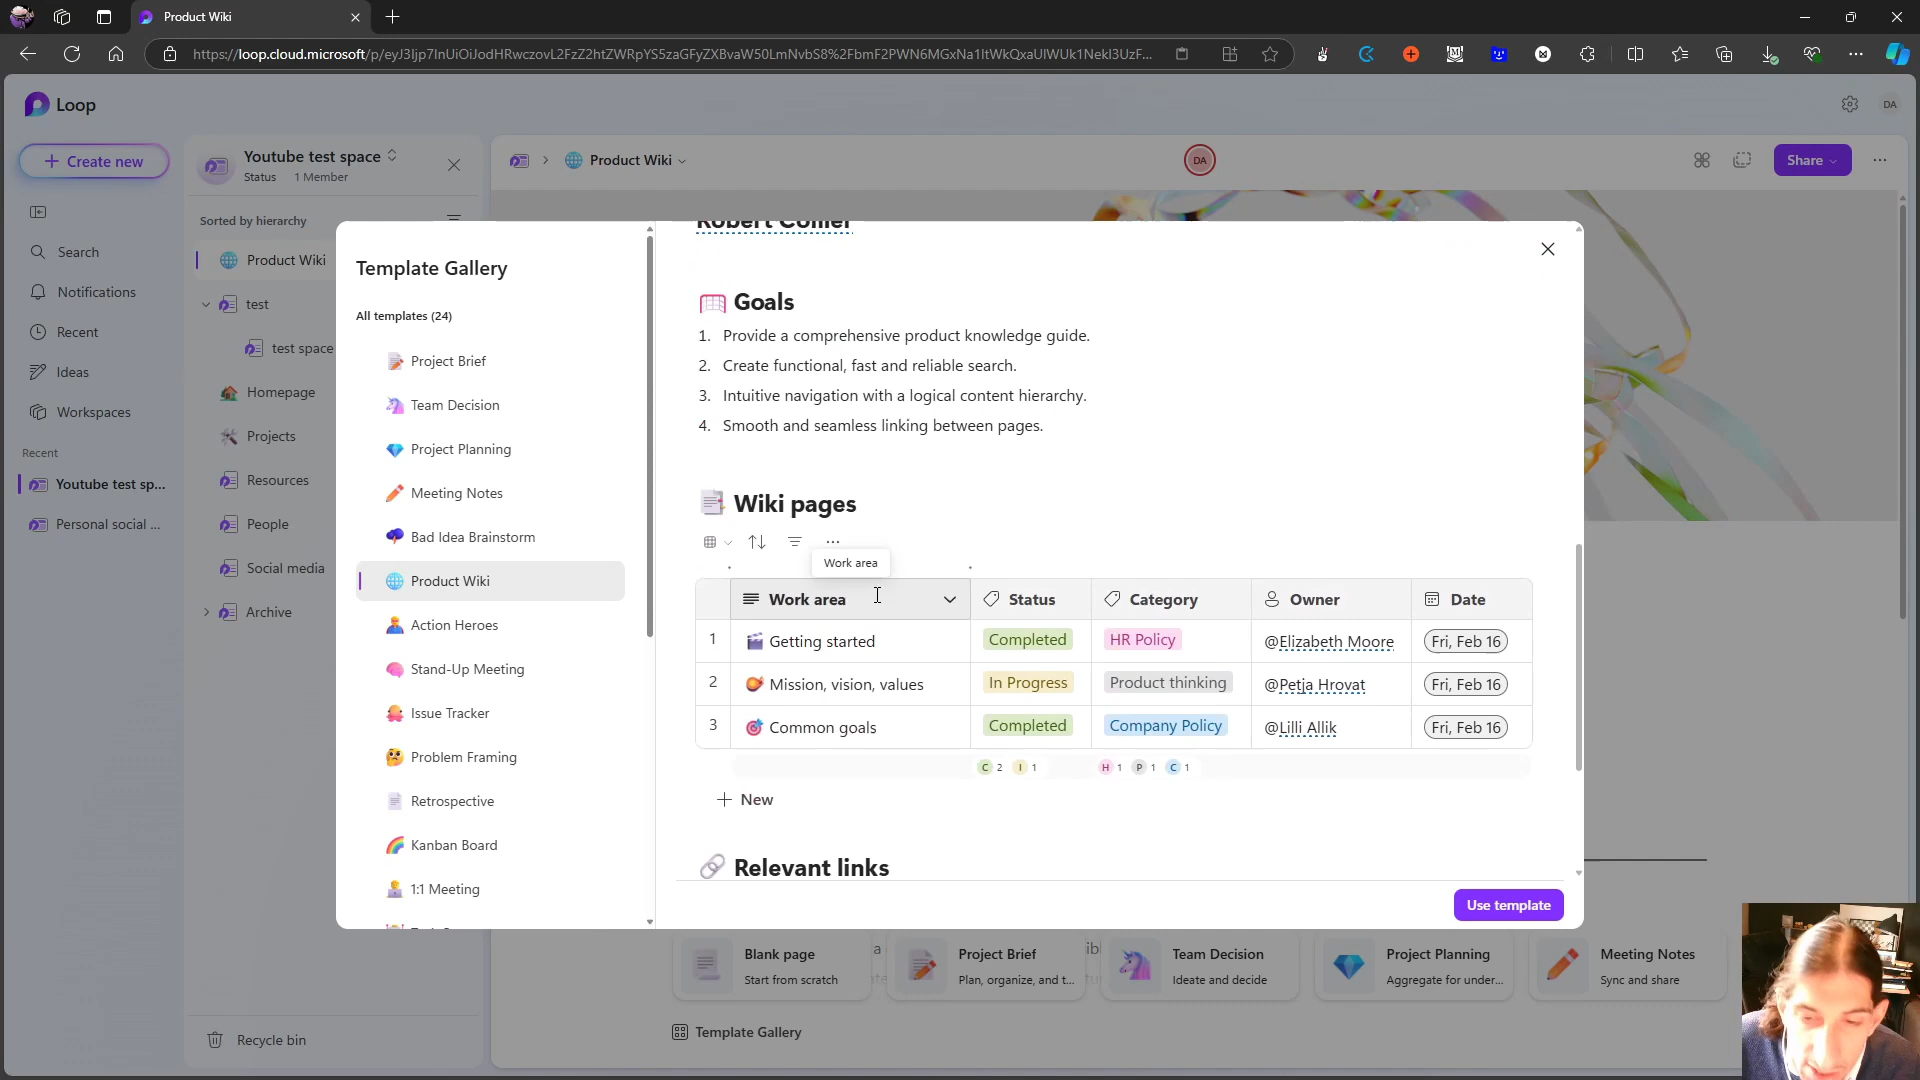 Product Wiki
https://loop.cloud.microsoft/p/eyJ3Ijp7InUiOiJodHRwczovL2FzZ2htZWRpYS5zaGFyZXBvaW50LmNvbS8%2FbmF2PWN6MGxNa1ltWkQxaUlWUk1Nekl3UzF...
Loop
DA
Create new
Youtube test space
Status 1 Member
Product Wiki
DA
Share
Sorted by hierarchy
Search
Notifications
Recent
Ideas
Workspaces
Recent
Youtube test sp...
Personal social ...
Product Wiki
test
test space
Homepage
Projects
Resources
People
Social media
Archive
Recycle bin
Template Gallery
All templates (24)
Project Brief
Team Decision
Project Planning
Meeting Notes
Bad Idea Brainstorm
Product Wiki
Action Heroes
Stand-Up Meeting
Issue Tracker
Problem Framing
Retrospective
Kanban Board
1:1 Meeting
Robert Collier
Goals
1. Provide a comprehensive product knowledge guide.
2. Create functional, fast and reliable search.
3. Intuitive navigation with a logical content hierarchy.
4. Smooth and seamless linking between pages.
Wiki pages
Work area
Work area Status Category Owner Date
1 Getting started Completed HR Policy @Elizabeth Moore Fri, Feb 16
2 Mission, vision, values In Progress Product thinking @Petja Hrovat Fri, Feb 16
3 Common goals Completed Company Policy @Lilli Allik Fri, Feb 16
C 2 I 1 H 1 P 1 C 1
New
Relevant links
Use template
Blank page
Start from scratch
Project Brief
Plan, organize, and t...
Team Decision
Ideate and decide
Project Planning
Aggregate for under...
Meeting Notes
Sync and share
Template Gallery